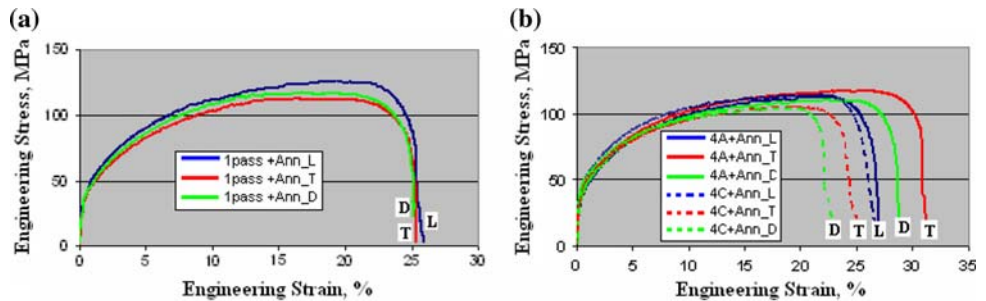 (a)
150
100
50
0
Engineering Stress, MPa
1pass +Ann_L
1pass +Ann_T
1pass +Ann_D
D
L
T
0 5 10 15 20 25 30
Engineering Strain, %
(b)
150
100
50
0
Engineering Stress, MPa
4A+Ann_L
4A+Ann_T
4A+Ann_D
4C+Ann_L
4C+Ann_T
4C+Ann_D
D T L D T
0 5 10 15 20 25 30 35
Engineering Strain, %